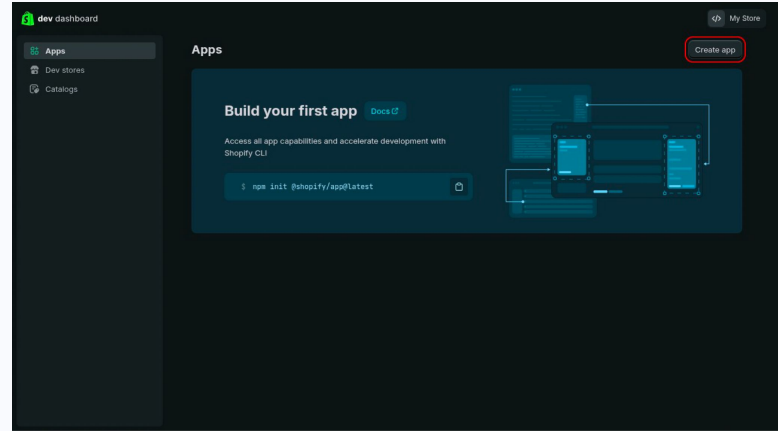 dev dashboard
</> My Store
Apps
Dev stores
Catalogs
Apps
Create app
Build your first app
Docs
Access all app capabilities and accelerate development with
Shopify CLI
$ npm init @shopify/app@latest